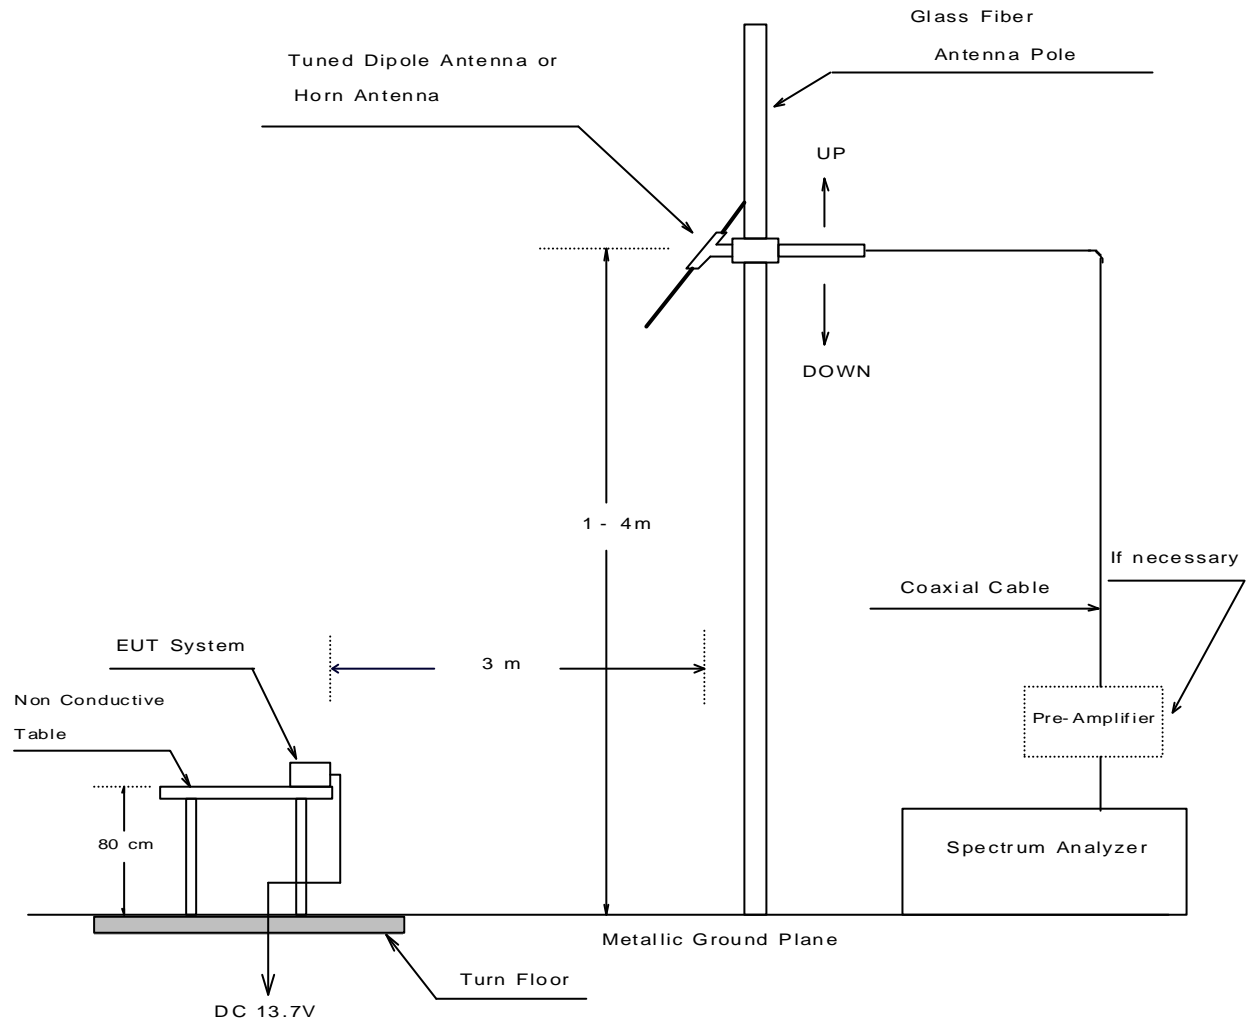 Glass Fiber
Antenna Pole
Tuned Dipole Antenna or
Horn Antenna
UP
DOWN
1 - 4m
If necessary
Coaxial Cable
EUT System
3 m
Non Conductive
Table
Pre-Amplifier
80 cm
Spectrum Analyzer
Metallic Ground Plane
Turn Floor
DC 13.7V